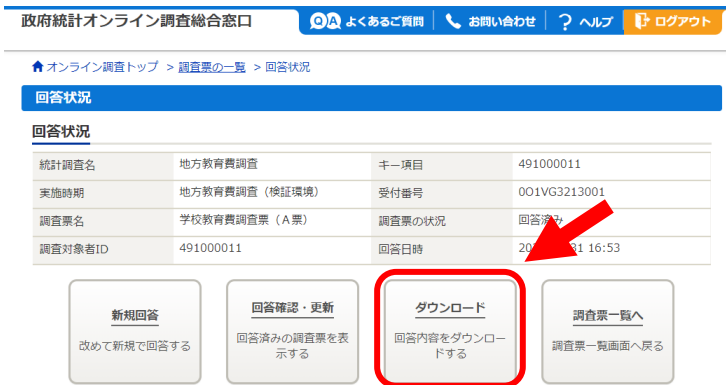 政府統計オンライン調査総合窓口
QA よくあるご質問 お問い合わせ ? ヘルプ ログアウト
オンライン調査トップ > 調査票の一覧 > 回答状況
回答状況
回答状況
統計調査名 地方教育費調査 キー項目 491000011
実施時期 地方教育費調査（検証環境） 受付番号 0O1VG3213001
調査票名 学校教育費調査票（Ａ票） 調査票の状況 回答済み
調査対象者ID 491000011 回答日時 16:53
新規回答
改めて新規で回答する
回答確認・更新
回答済みの調査票を表
示する
ダウンロード
回答内容をダウンロー
ドする
調査票一覧へ
調査票一覧画面へ戻る